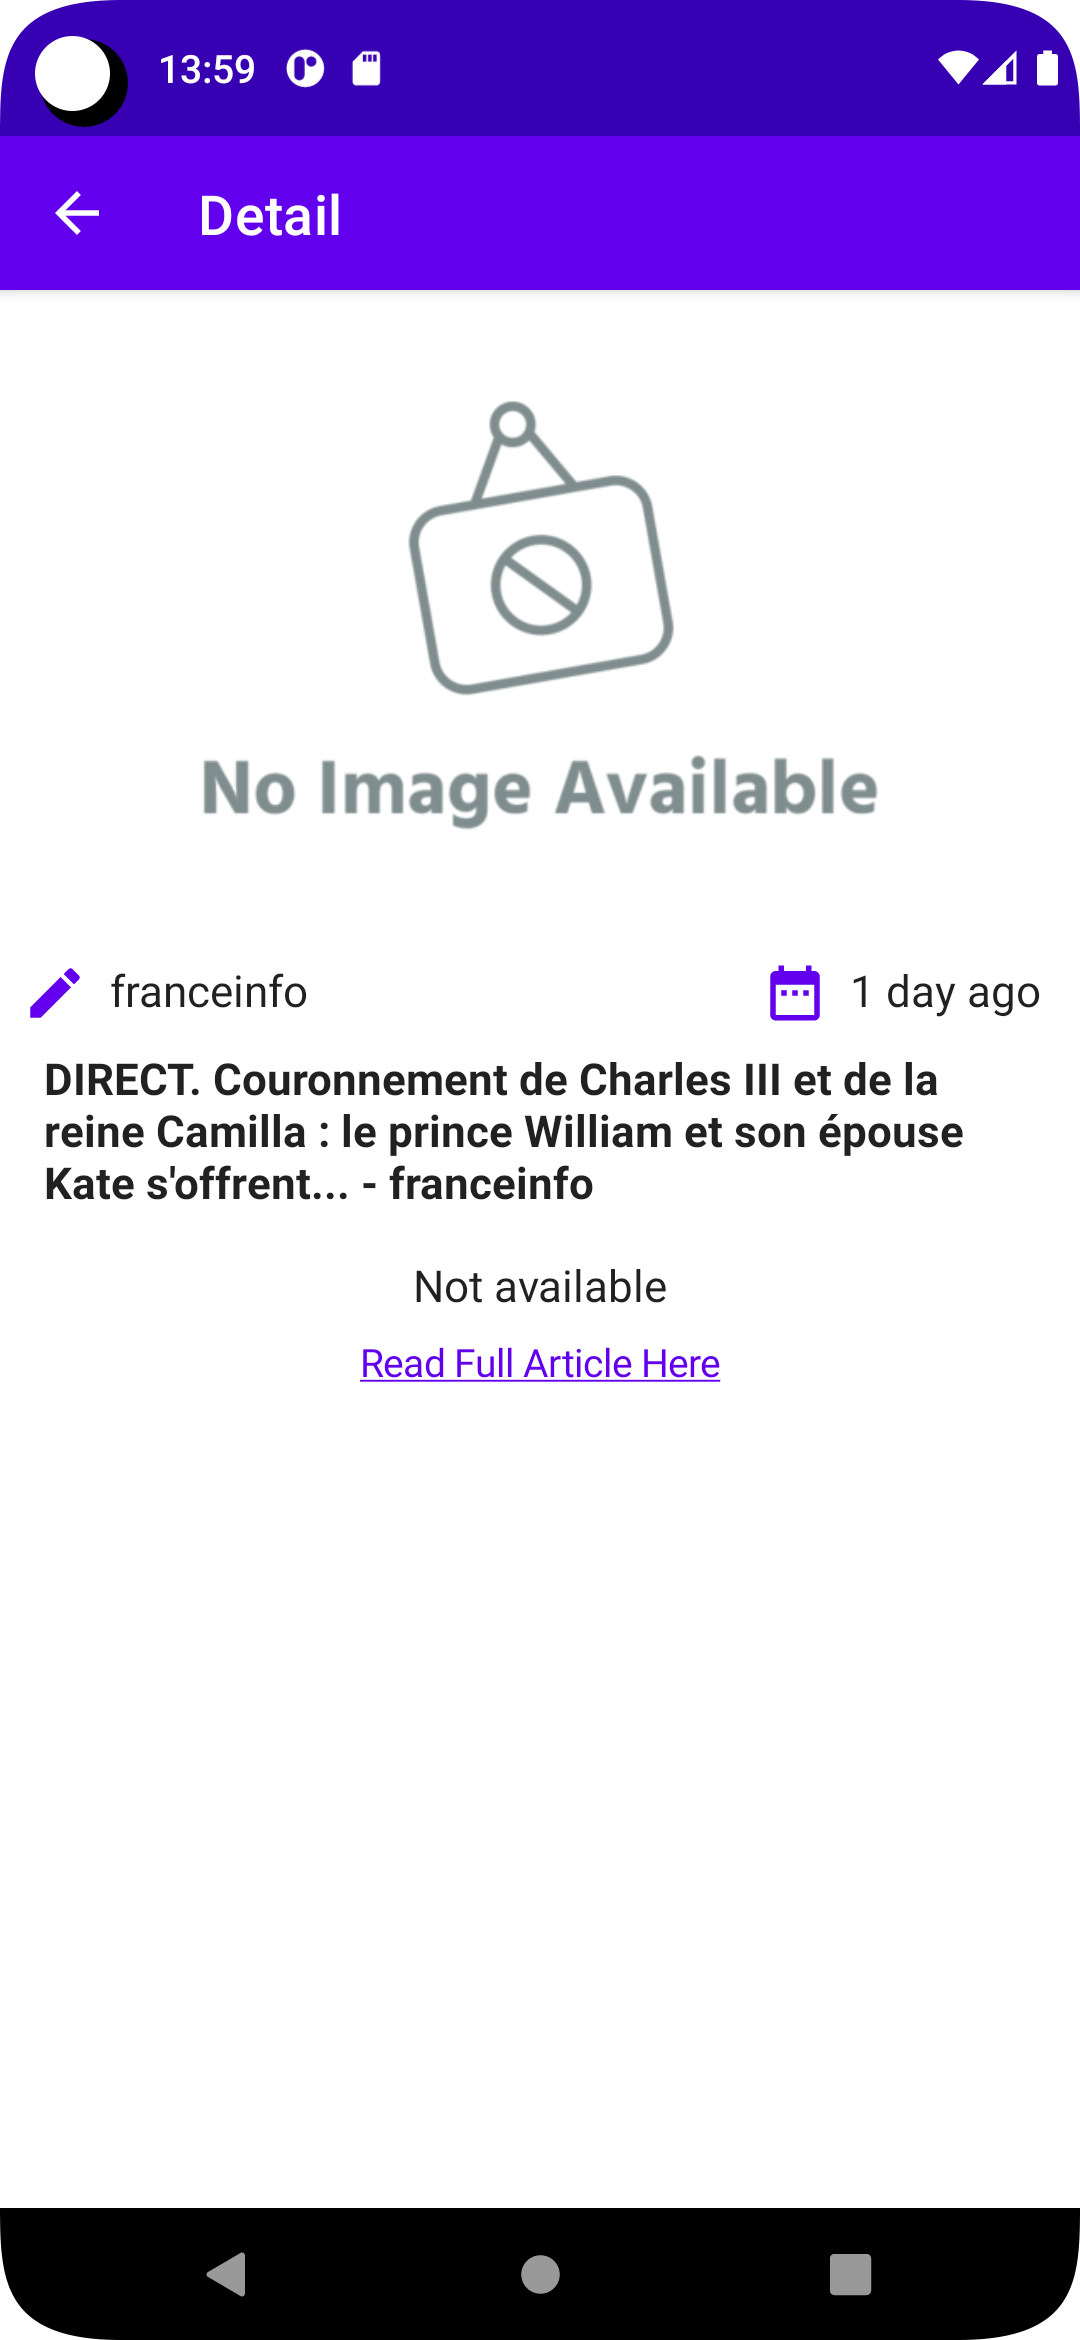 13:59
Detail
No Image Available
franceinfo
1 day ago
DIRECT. Couronnement de Charles III et de la
reine Camilla : le prince William et son épouse
Kate s'offrent... - franceinfo
Not available
Read Full Article Here